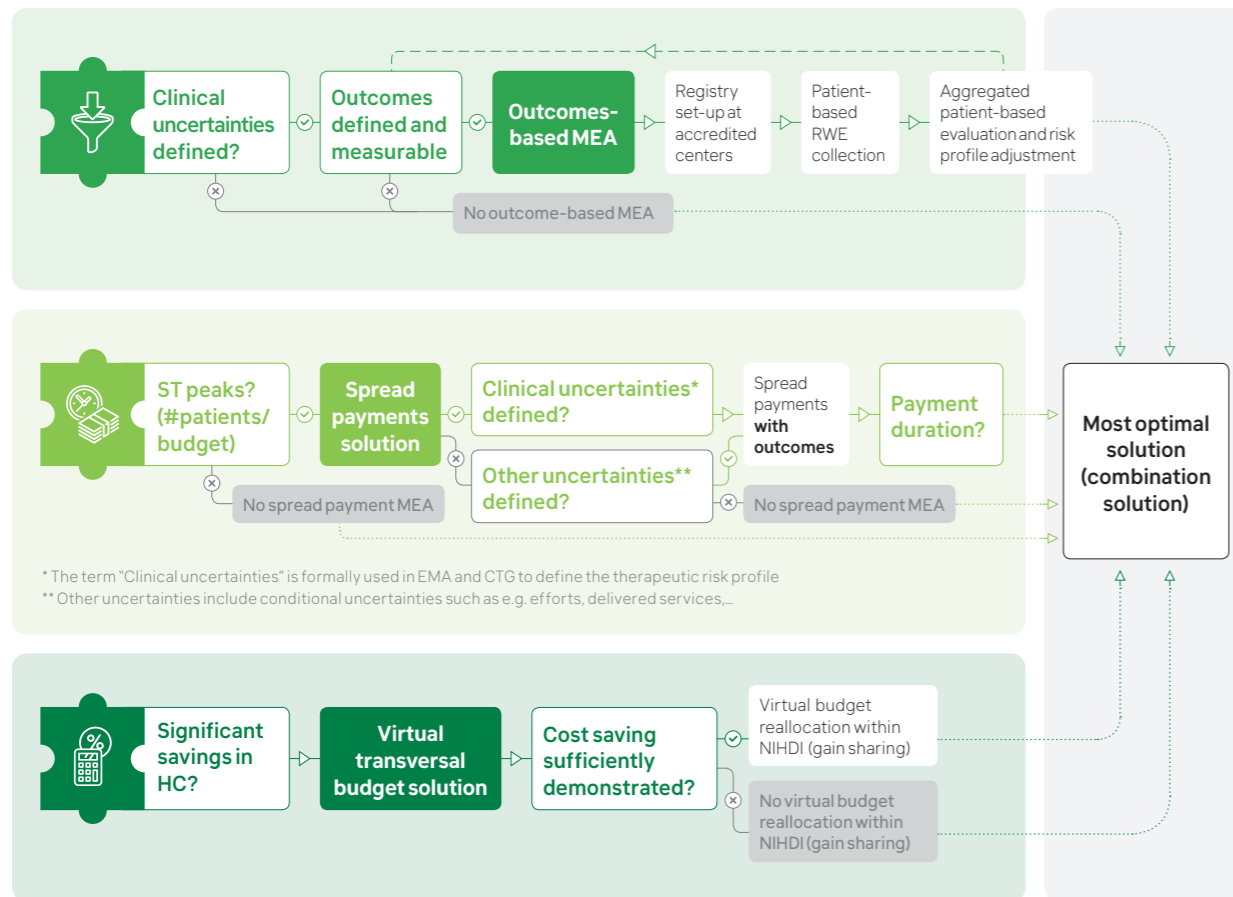 Clinical
uncertainties
defined?
Outcomes
defined and
measurable
Outcomes-
based MEA
Registry
set-up at
accredited
centers
Patient-
based
RWE
collection
Aggregated
patient-based
evaluation and risk
profile adjustment
No outcome-based MEA
ST peaks?
(#patients/
budget)
Spread
payments
solution
Clinical uncertainties*
defined?
Other uncertainties**
defined?
Spread
payments
with
outcomes
Payment
duration?
No spread payment MEA
No spread payment MEA
* The term “Clinical uncertainties” is formally used in EMA and CTG to define the therapeutic risk profile
** Other uncertainties include conditional uncertainties such as e.g. efforts, delivered services,...
Most optimal
solution
(combination
solution)
%
Significant
savings in
HC?
Virtual
transversal
budget solution
Cost saving
sufficiently
demonstrated?
Virtual budget
reallocation within
NIHDI (gain sharing)
No virtual budget
reallocation within
NIHDI (gain sharing)